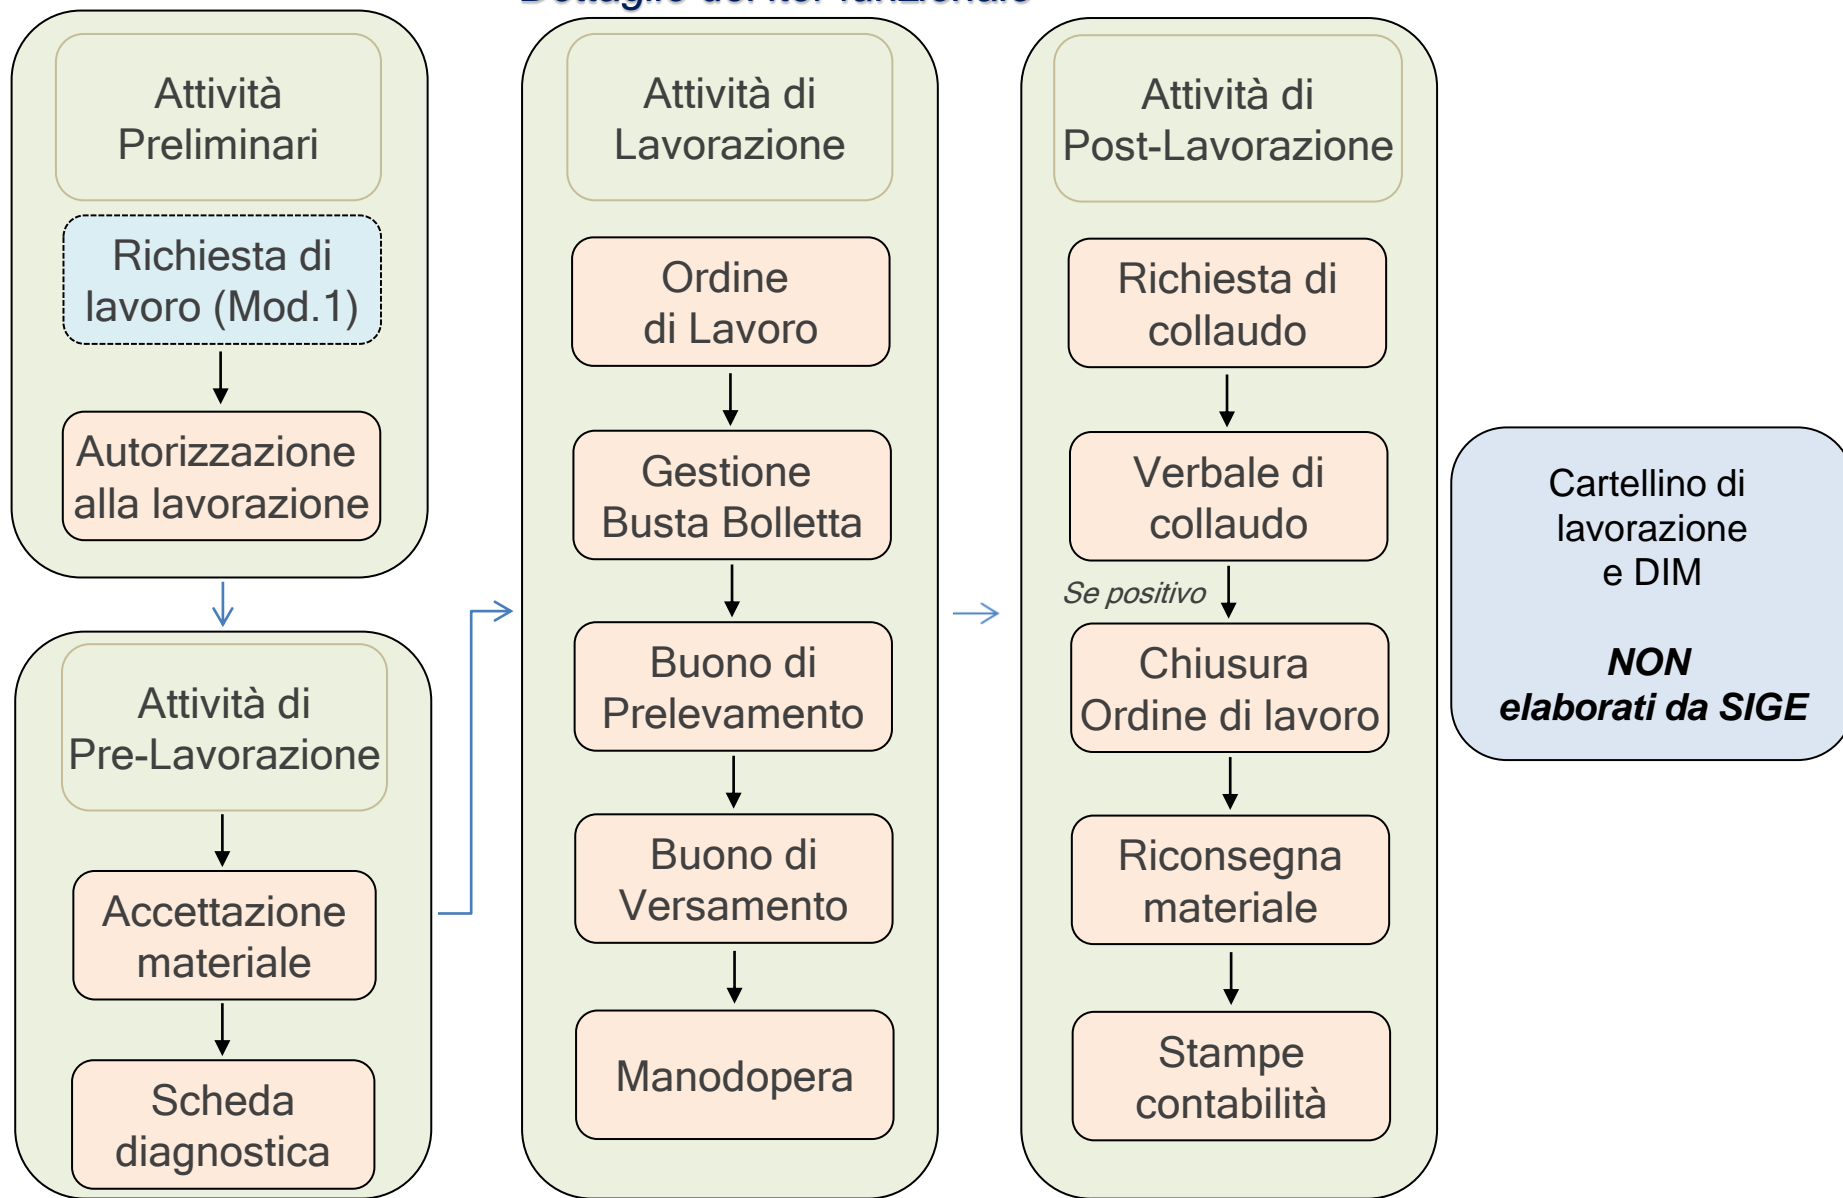 Attività
Preliminari
Richiesta di
lavoro (Mod.1)
Autorizzazione
alla lavorazione
Attività di
Pre-Lavorazione
Accettazione
materiale
Scheda
diagnostica
Attività di
Lavorazione
Ordine
di Lavoro
Gestione
Busta Bolletta
Buono di
Prelevamento
Buono di
Versamento
Manodopera
Attività di
Post-Lavorazione
Richiesta di
collaudo
Verbale di
collaudo
Se positivo
Chiusura
Ordine di lavoro
Riconsegna
materiale
Stampe
contabilità
Cartellino di
lavorazione
e DIM
NON
elaborati da SIGE